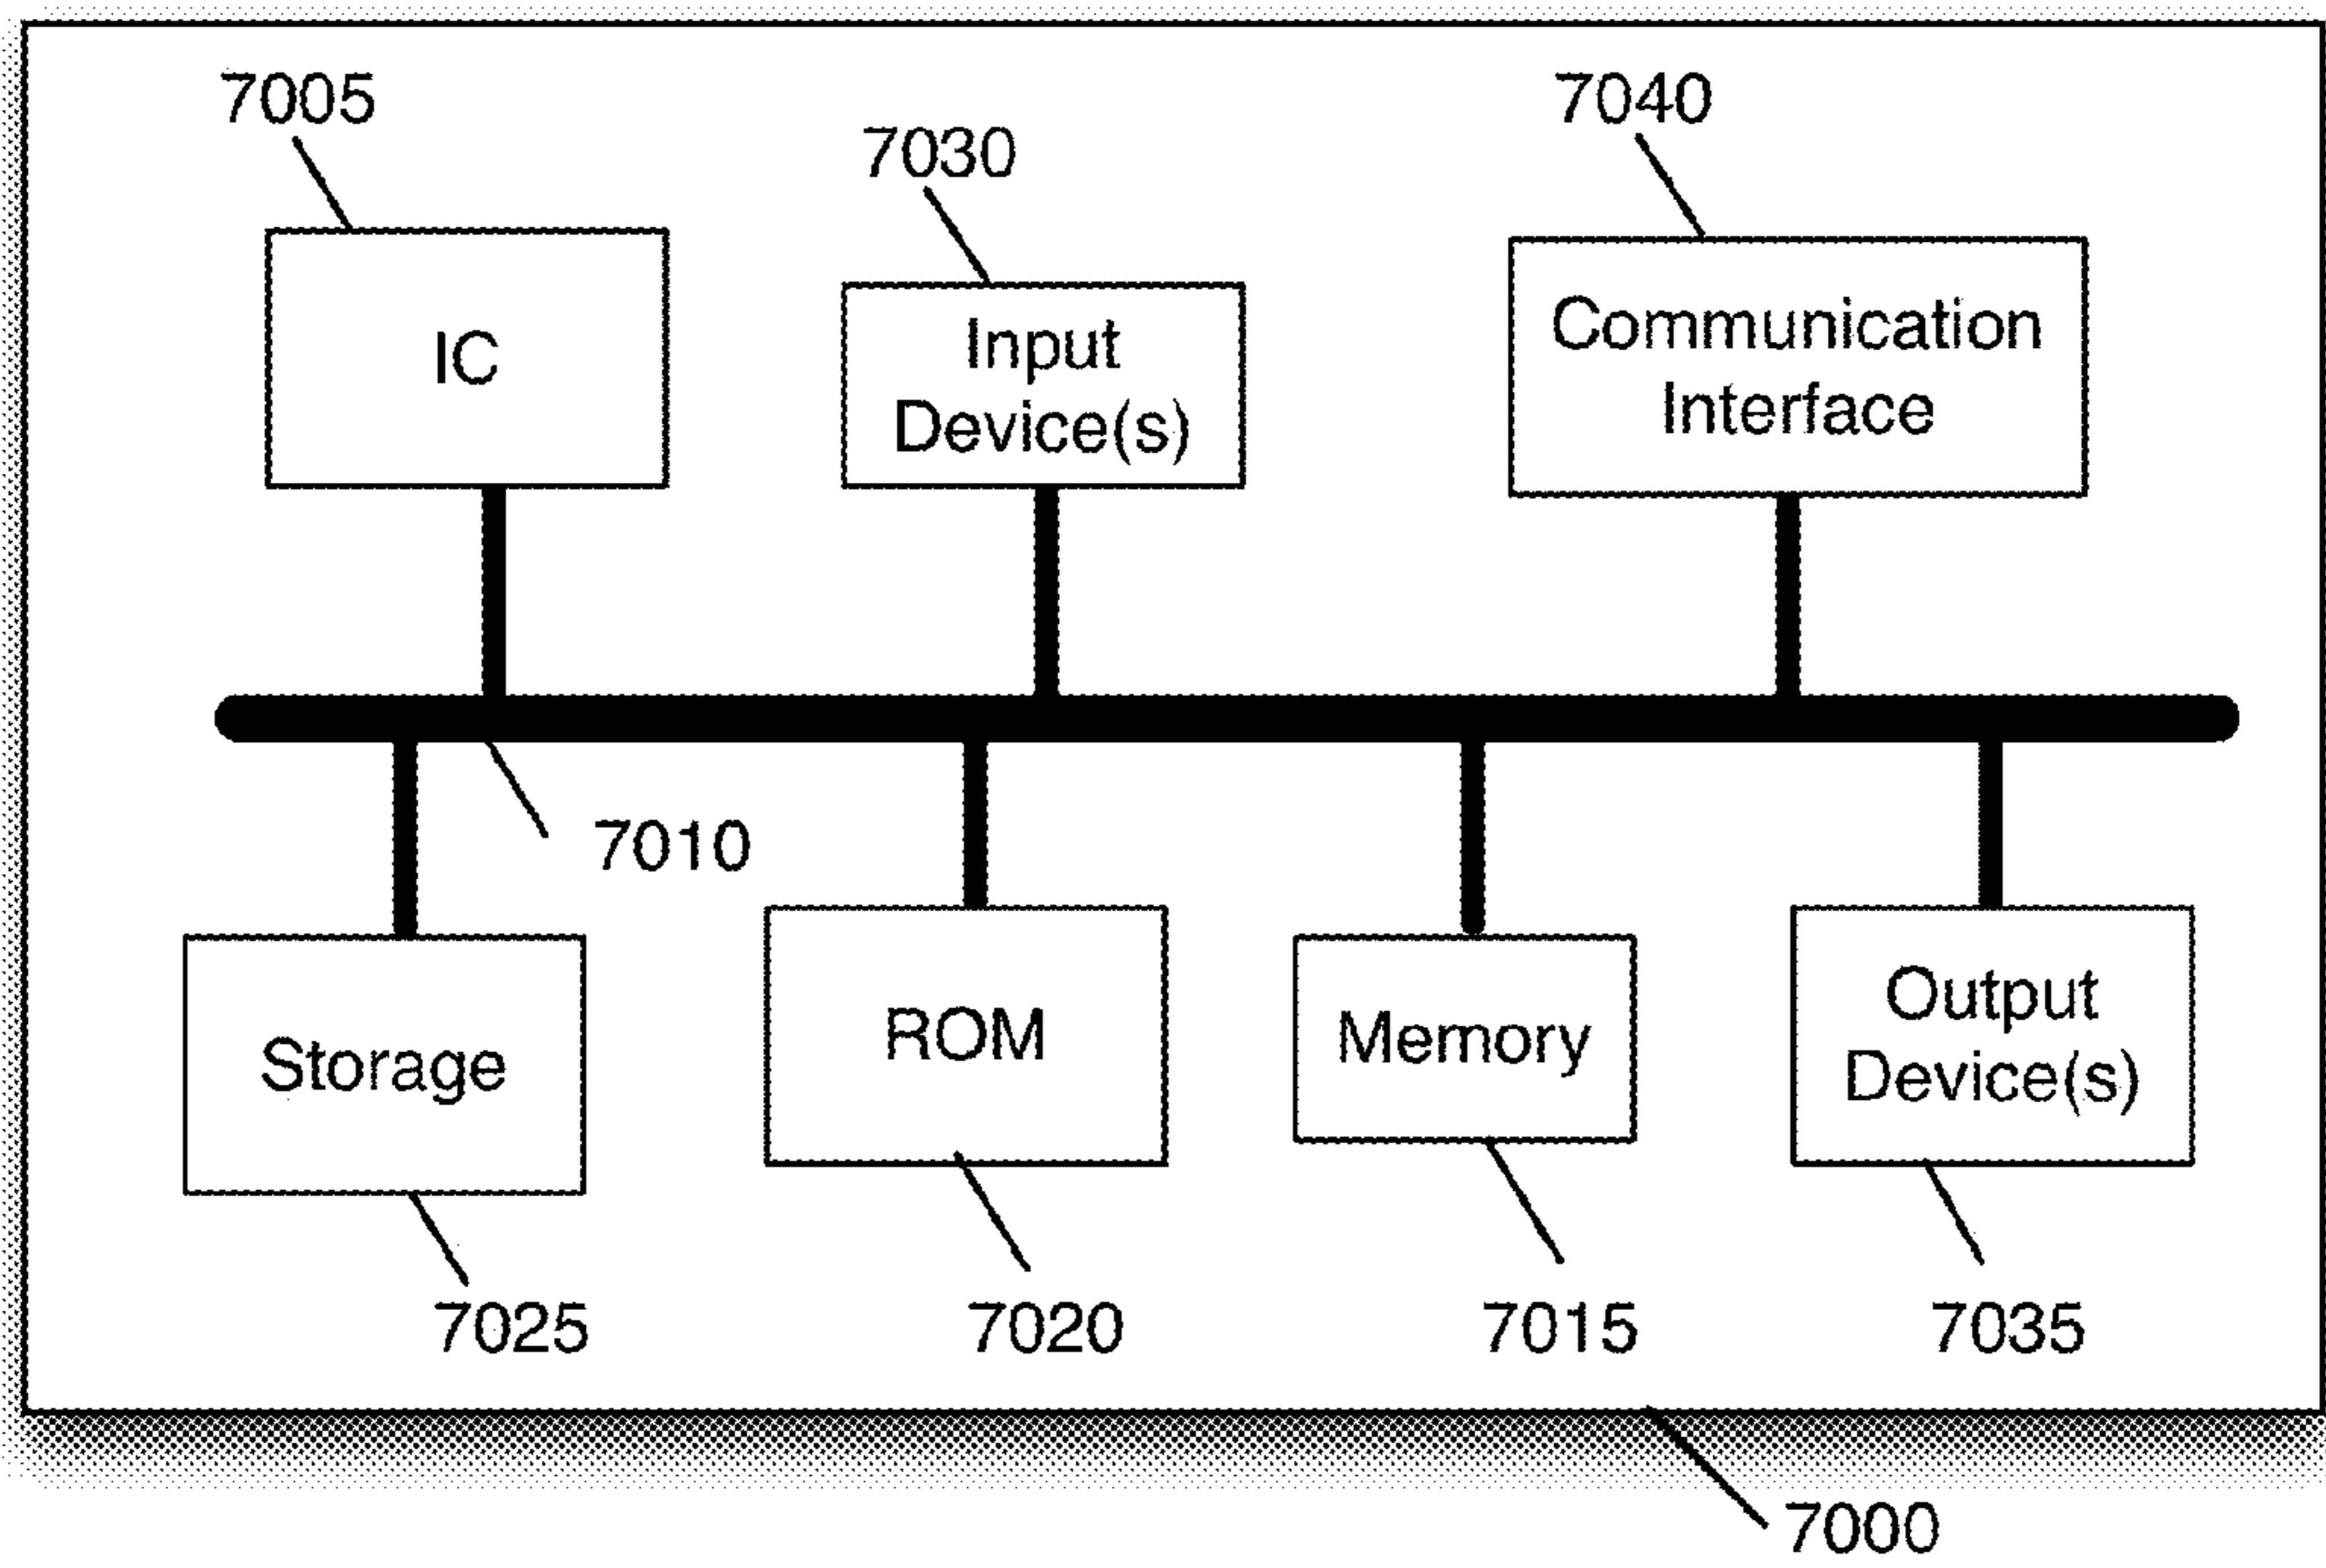 7005
7030
7040
IC
Input
Device(s)
Communication
Interface
7010
Storage
ROM
Memory
Output
Device(s)
7025
7020
7015
7035
7000